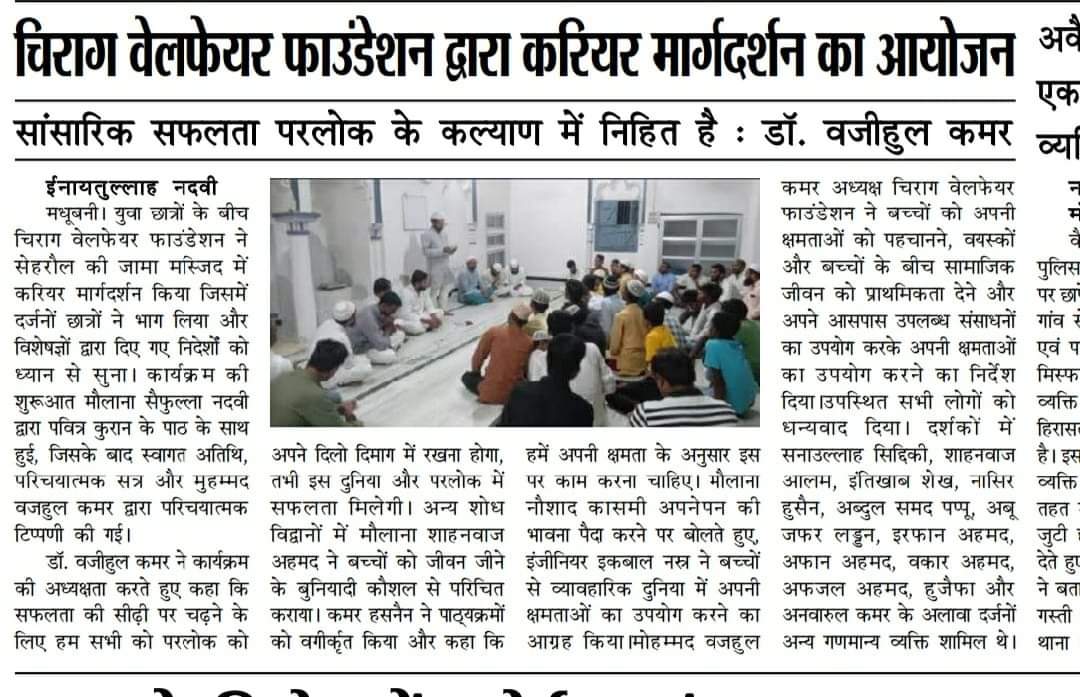 चिराग वेलफेयर फाउंडेशन द्वारा करियर मार्गदर्शन का आयोजन
सांसारिक सफलता परलोक के कल्याण में निहित है : डॉ. वजीहुल कमर
ईनायतुल्लाह नदवी
मधूबनी। युवा छात्रों के बीच
चिराग वेलफेयर फाउंडेशन ने
सेहरौल की जामा मस्जिद में
करियर मार्गदर्शन किया जिसमें
दर्जनों छात्रों ने भाग लिया और
विशेषज्ञों द्वारा दिए गए निदेर्शों को
ध्यान से सुना। कार्यक्रम की
शुरूआत मौलाना सैफुल्ला नदवी
द्वारा पवित्र कुरान के पाठ के साथ
हुई, जिसके बाद स्वागत अतिथि,
परिचयात्मक सत्र और मुहम्मद
वजहुल कमर द्वारा परिचयात्मक
टिप्पणी की गई।
डॉ. वजीहुल कमर ने कार्यक्रम
की अध्यक्षता करते हुए कहा कि
सफलता की सीढ़ी पर चढ़ने के
लिए हम सभी को परलोक को
अपने दिलो दिमाग में रखना होगा,
तभी इस दुनिया और परलोक में
सफलता मिलेगी। अन्य शोध
विद्वानों में मौलाना शाहनवाज
अहमद ने बच्चों को जीवन जीने
के बुनियादी कौशल से परिचित
कराया। कमर हसनैन ने पाठ्यक्रमों
को वगीर्कृत किया और कहा कि
हमें अपनी क्षमता के अनुसार इस
पर काम करना चाहिए। मौलाना
नौशाद कासमी अपनेपन की
भावना पैदा करने पर बोलते हुए,
इंजीनियर इकबाल नस्र ने बच्चों
से व्यावहारिक दुनिया में अपनी
क्षमताओं का उपयोग करने का
आग्रह किया।मोहम्मद वजहुल
कमर अध्यक्ष चिराग वेलफेयर
फाउंडेशन ने बच्चों को अपनी
क्षमताओं को पहचानने, वयस्कों
और बच्चों के बीच सामाजिक
जीवन को प्राथमिकता देने और
अपने आसपास उपलब्ध संसाधनों
का उपयोग करके अपनी क्षमताओं
का उपयोग करने का निर्देश
दिया।उपस्थित सभी लोगों को
धन्यवाद दिया। दर्शकों में
सनाउल्लाह सिद्दिकी, शाहनवाज
आलम, इंतिखाब शेख, नासिर
हुसैन, अब्दुल समद पप्पू, अबू
जफर लड्डन, इरफान अहमद,
अफान अहमद, वकार अहमद,
अफजल अहमद, हुजैफा और
अनवारुल कमर के अलावा दर्जनों
अन्य गणमान्य व्यक्ति शामिल थे।
एक
पुलिस
पर छा
गांव से
एवं प
व्यक्ति
है। इस
व्यक्ति
तहत
जुटी
देते हुए
ने बता
गस्ती
थाना